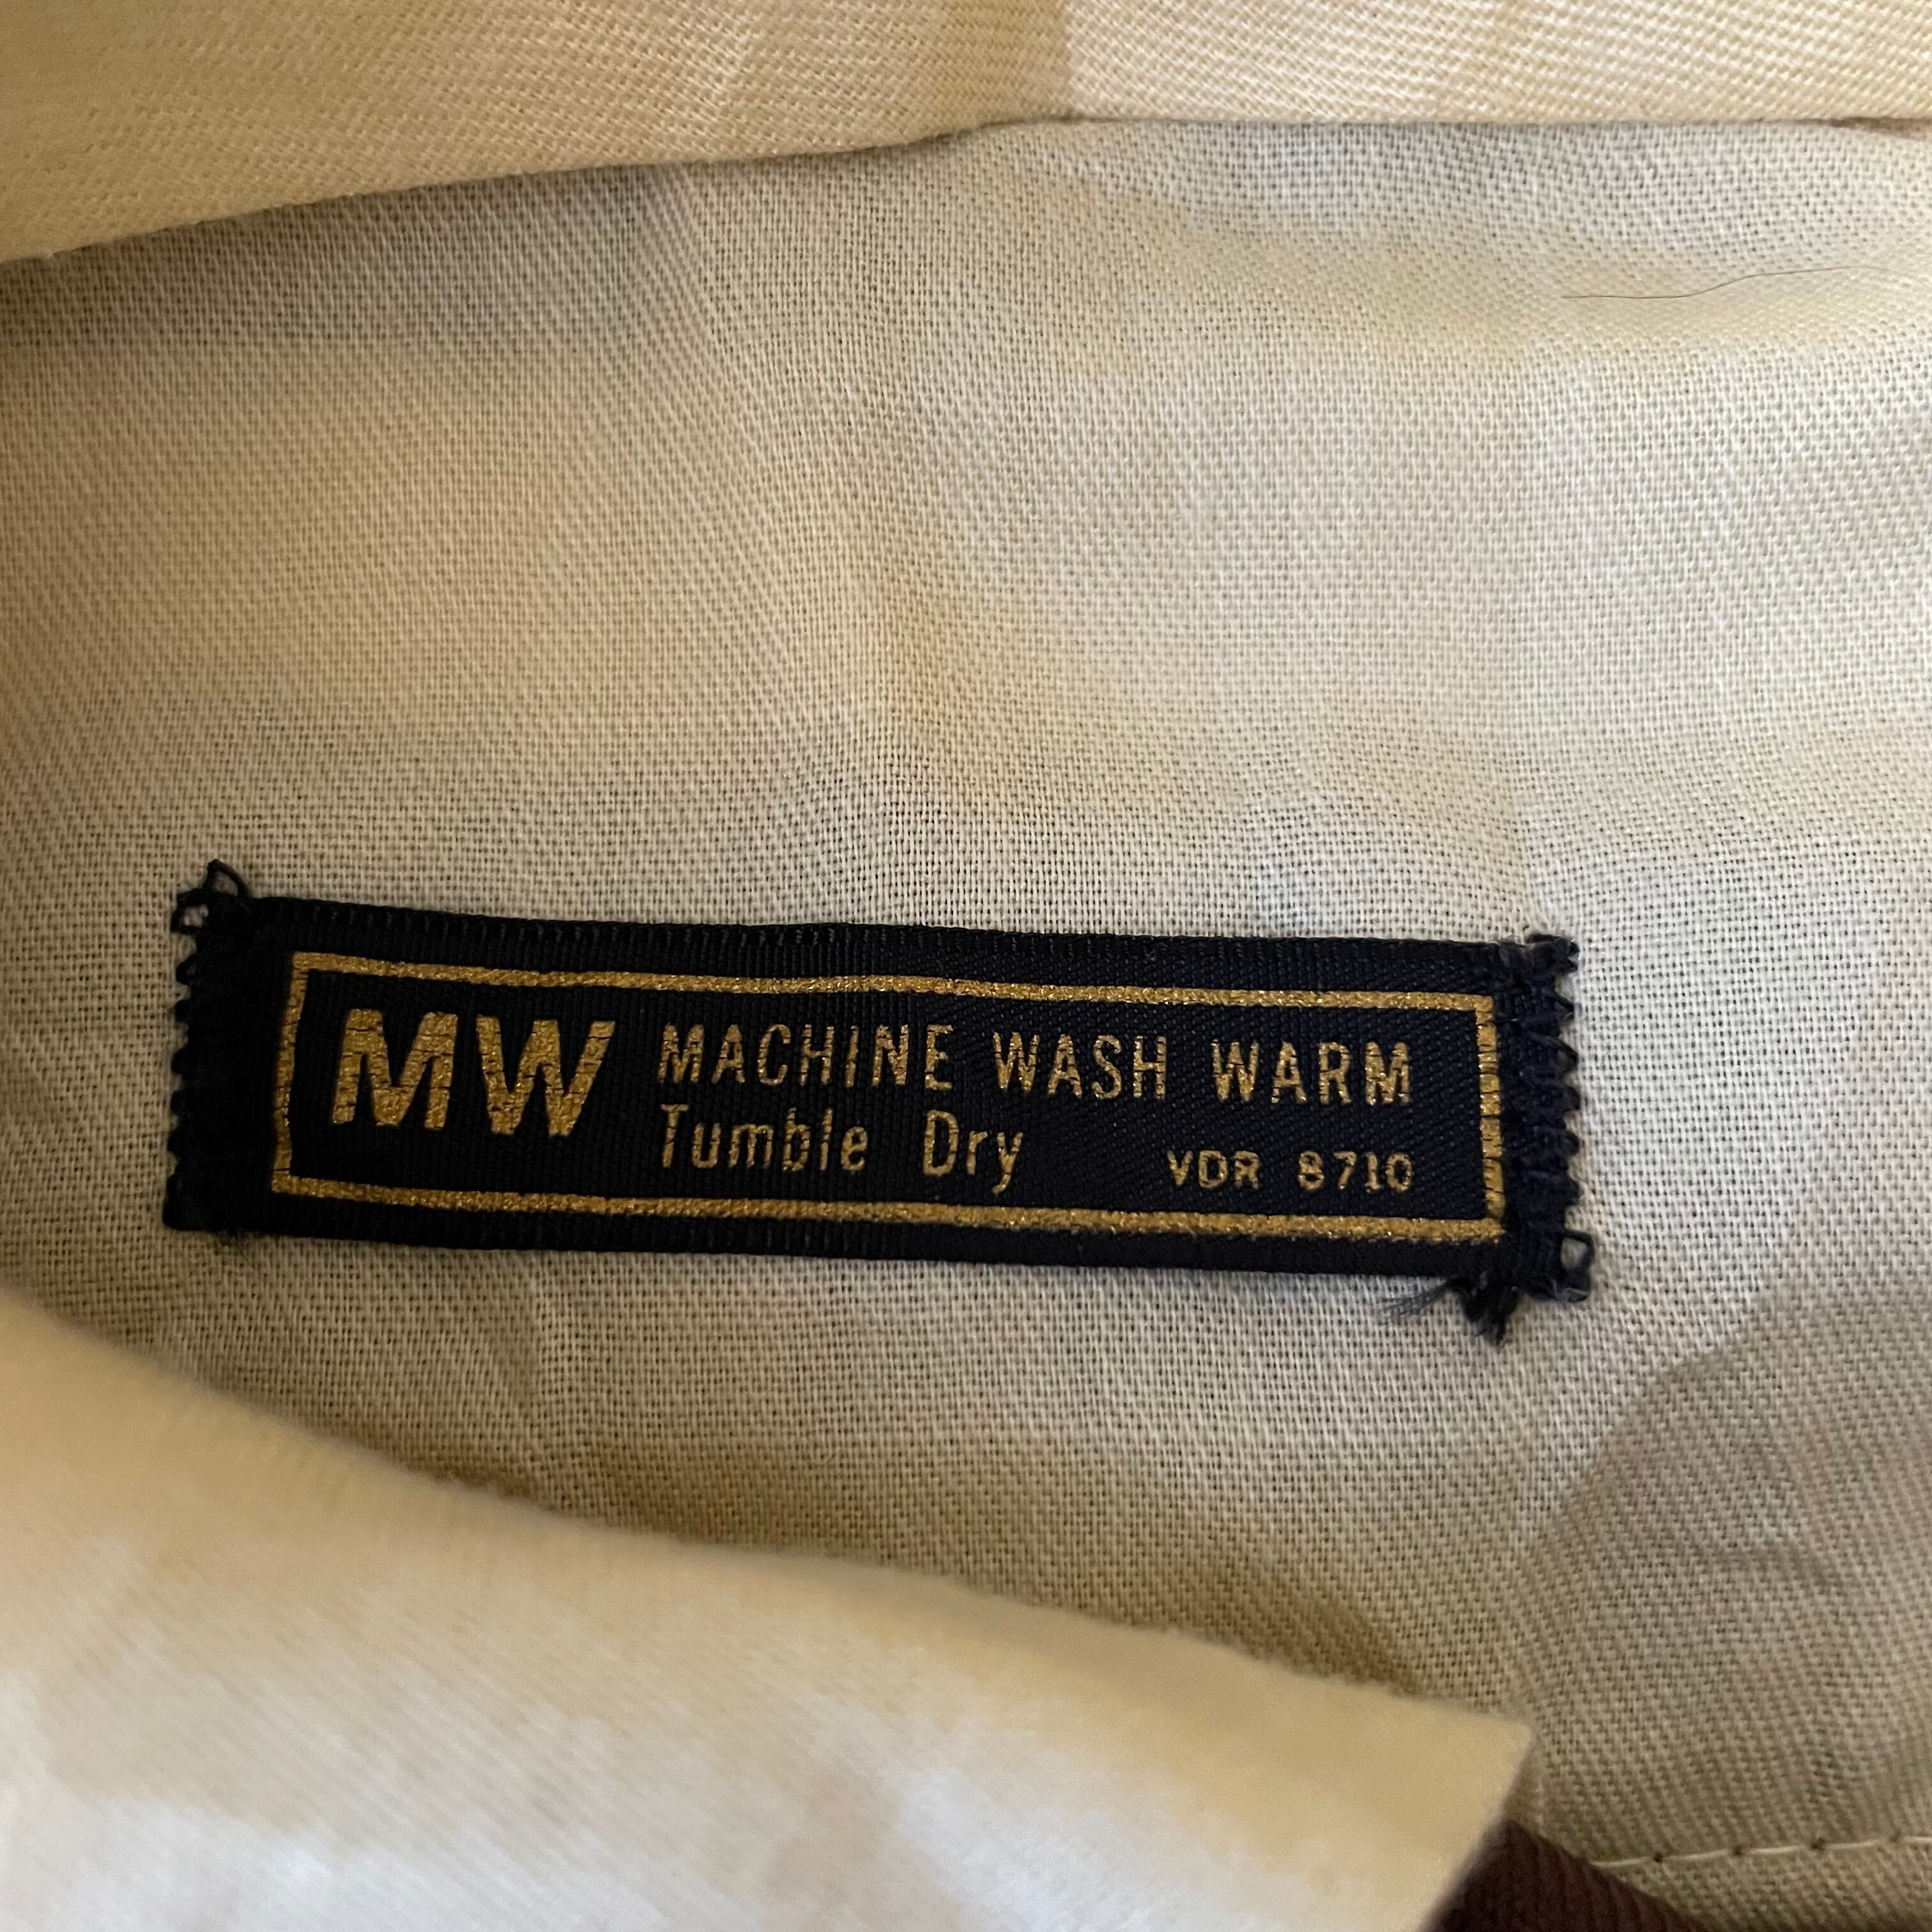 MW MACHINE WASH WARM
Tumble Dry VDR 8710